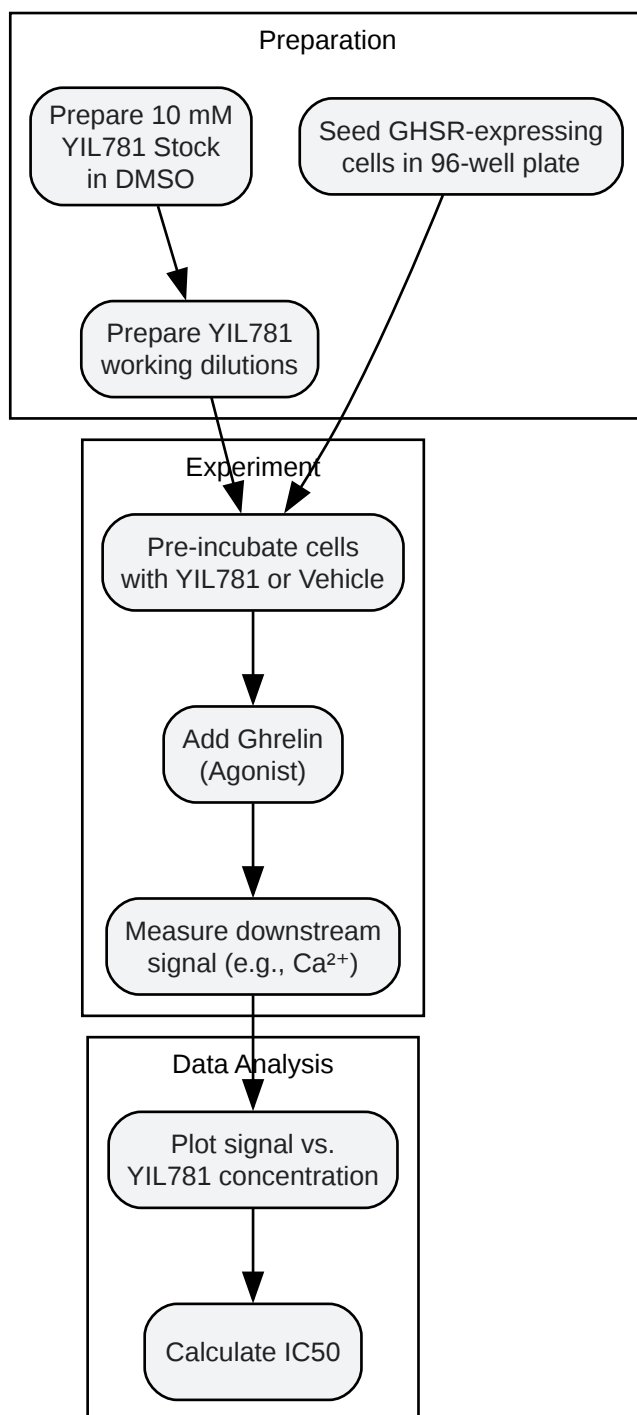 Preparation
Prepare 10 mM
YIL781 Stock
in DMSO
Seed GHSR-expressing
cells in 96-well plate
Prepare YIL781
working dilutions
Experiment
Pre-incubate cells
with YIL781 or Vehicle
Add Ghrelin
(Agonist)
Measure downstream
signal (e.g., Ca²⁺)
Data Analysis
Plot signal vs.
YIL781 concentration
Calculate IC50